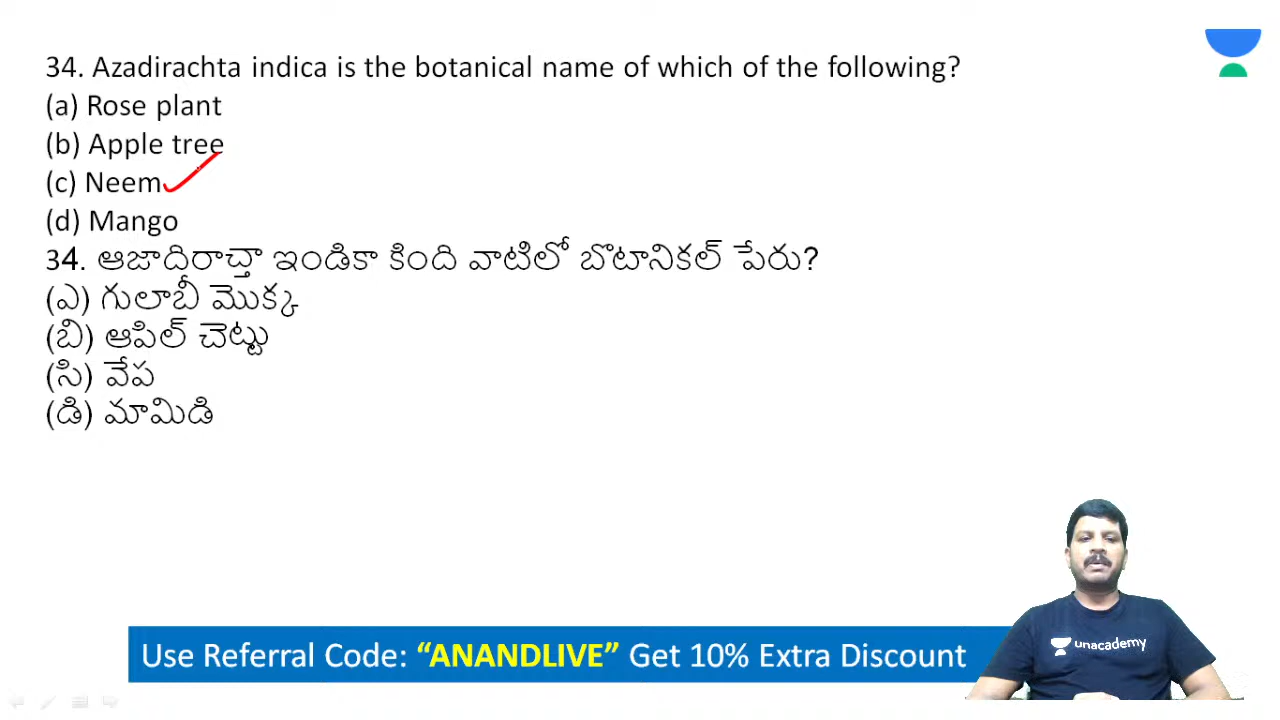 34. Azadirachta indica is the botanical name of which of the following?
(a) Rose plant
(b) Apple tree
(c) Neem
(d) Mango
34. ఆజాదిరాచ్తా ఇండికా కింది వాటిలో బొటానికల్ పేరు?
(ఎ) గులాబీ మొక్క
(బి) ఆపిల్ చెట్టు
(సి) వేప
(డి) మామిడి
unacademy
Use Referral Code: “ANANDLIVE” Get 10% Extra Discount